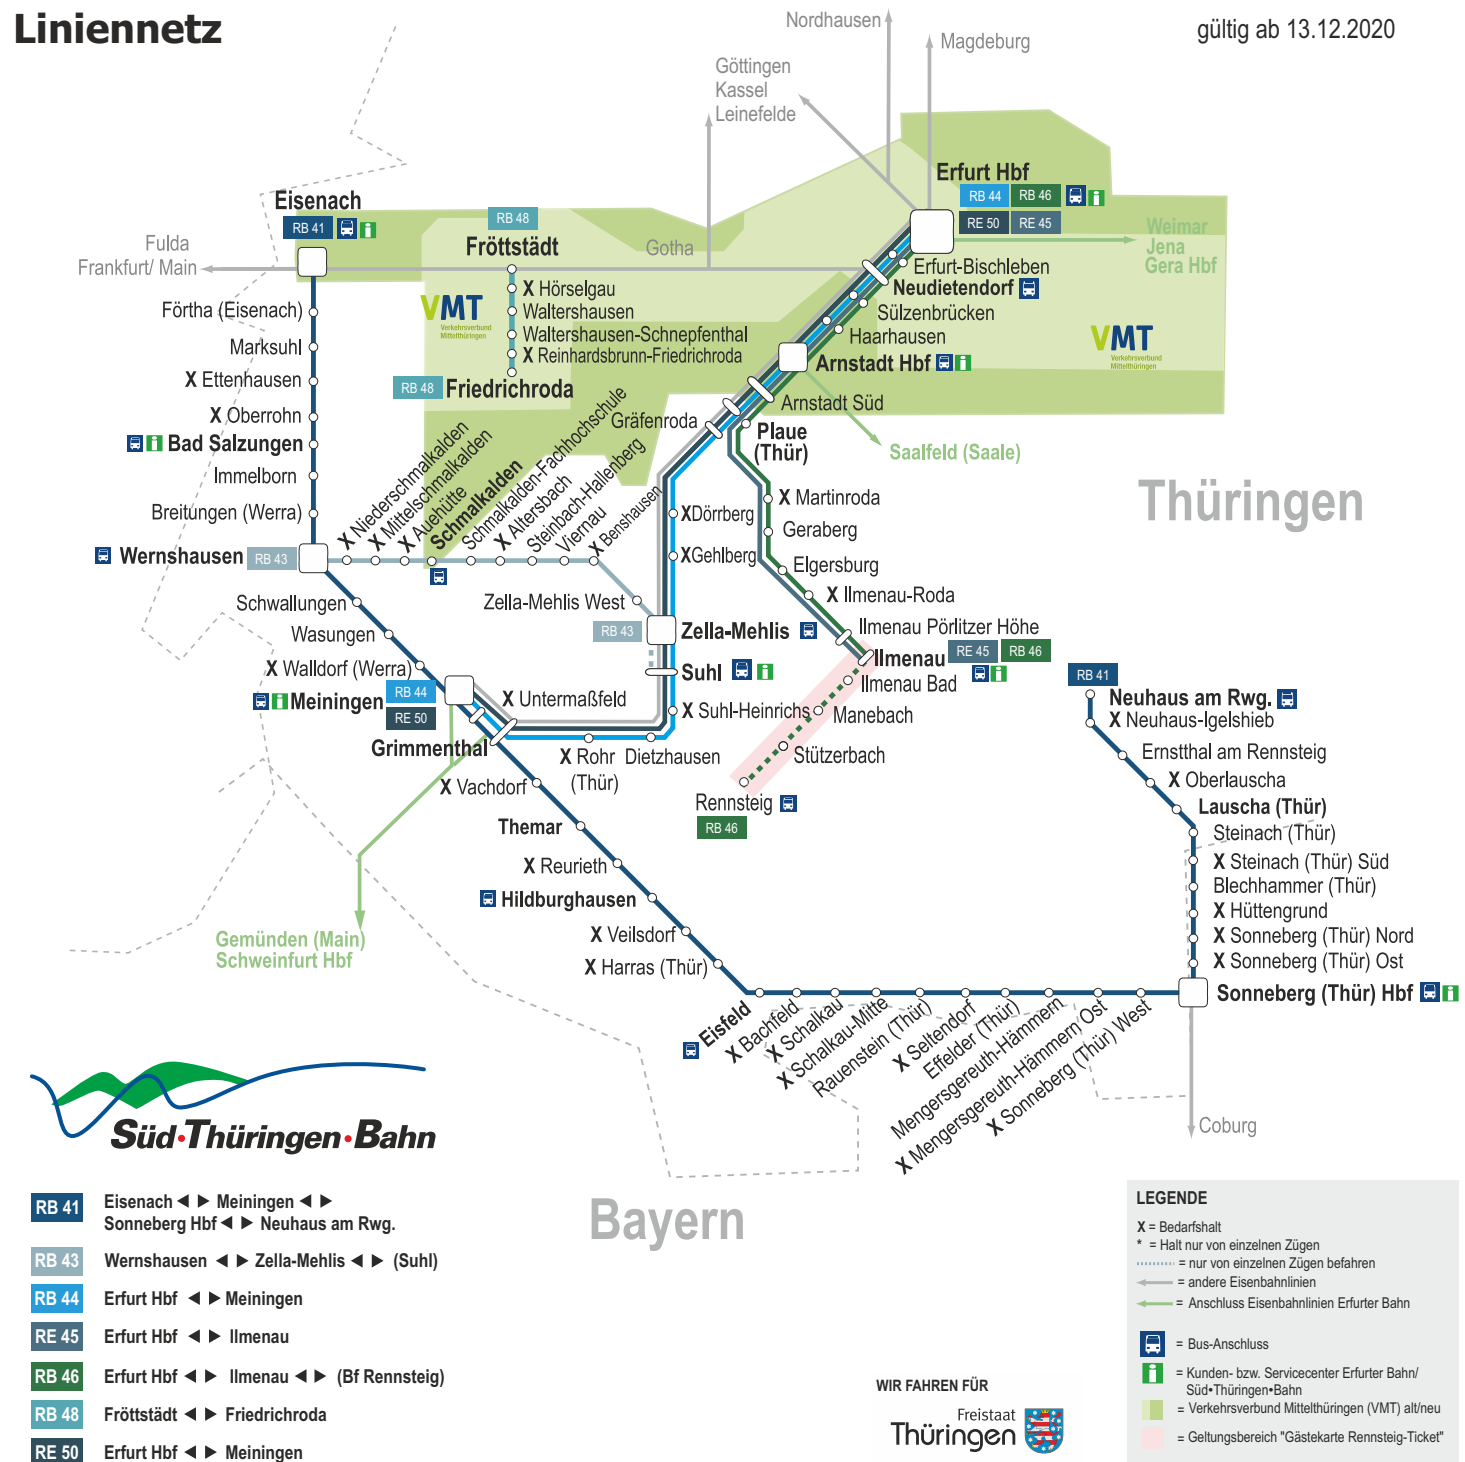 Liniennetz
gültig ab 13.12.2020
Nordhausen
Magdeburg
Göttingen
Kassel
Leinefelde
Erfurt Hbf
RB 44
RB 46
RE 50
RE 45
Eisenach
RB 41
RB 48
Fröttstädt
Gotha
Fulda
Frankfurt/ Main
Weimar
Jena
Gera Hbf
Erfurt-Bischleben
Neudietendorf
Sülzenbrücken
Haarhausen
Arnstadt Hbf
Arnstadt Süd
Saalfeld (Saale)
X Hörselgau
Waltershausen
Waltershausen-Schnepfenthal
X Reinhardsbrunn-Friedrichroda
RB 48
Friedrichroda
VMT
Verkehrsverbund
Mittelthüringen
VMT
Verkehrsverbund
Mittelthüringen
Förtha (Eisenach)
Marksuhl
X Ettenhausen
X Oberrohn
Bad Salzungen
Immelborn
Breitungen (Werra)
Wernshausen
RB 43
X Niederschmalkalden
X Mittelschmalkalden
X Auehütte
Schmalkalden
Schmalkalden-Fachhochschule
X Altersbach
Steinbach-Hallenberg
Viernau
X Benshausen
Zella-Mehlis West
RB 43
Zella-Mehlis
Suhl
Gräfenroda
Plaue
(Thür)
XDörrberg
XGehlberg
X Martinroda
Geraberg
Elgersburg
X Ilmenau-Roda
Ilmenau Pörlitzer Höhe
Ilmenau
RE 45
RB 46
Ilmenau Bad
Manebach
Stützerbach
Rennsteig
RB 46
Thüringen
Schwallungen
Wasungen
X Walldorf (Werra)
Meiningen
RB 44
RE 50
X Untermaßfeld
Grimmenthal
X Suhl-Heinrichs
X Rohr
(Thür)
Dietzhausen
X Vachdorf
Themar
X Reurieth
Hildburghausen
X Veilsdorf
X Harras (Thür)
Gemünden (Main)
Schweinfurt Hbf
Eisfeld
X Bachfeld
X Schalkau
X Schalkau-Mitte
Rauenstein (Thür)
X Seltendorf
Effelder (Thür)
Mengersgereuth-Hämmern
X Mengersgereuth-Hämmern Ost
X Sonneberg (Thür) West
RB 41
Neuhaus am Rwg.
X Neuhaus-Igelshieb
Ernstthal am Rennsteig
X Oberlauscha
Lauscha (Thür)
Steinach (Thür)
X Steinach (Thür) Süd
Blechhammer (Thür)
X Hüttengrund
X Sonneberg (Thür) Nord
X Sonneberg (Thür) Ost
Sonneberg (Thür) Hbf
Coburg
Bayern
Süd•Thüringen•Bahn
RB 41 Eisenach ◄ ► Meiningen ◄ ►
Sonneberg Hbf ◄ ► Neuhaus am Rwg.
RB 43 Wernshausen ◄ ► Zella-Mehlis ◄ ► (Suhl)
RB 44 Erfurt Hbf ◄ ► Meiningen
RE 45 Erfurt Hbf ◄ ► Ilmenau
RB 46 Erfurt Hbf ◄ ► Ilmenau ◄ ► (Bf Rennsteig)
RB 48 Fröttstädt ◄ ► Friedrichroda
RE 50 Erfurt Hbf ◄ ► Meiningen
WIR FAHREN FÜR
Freistaat
Thüringen
LEGENDE
X = Bedarfshalt
* = Halt nur von einzelnen Zügen
= nur von einzelnen Zügen befahren
= andere Eisenbahnlinien
= Anschluss Eisenbahnlinien Erfurter Bahn
= Bus-Anschluss
= Kunden- bzw. Servicecenter Erfurter Bahn/
Süd•Thüringen•Bahn
= Verkehrsverbund Mittelthüringen (VMT) alt/neu
= Geltungsbereich "Gästekarte Rennsteig-Ticket"